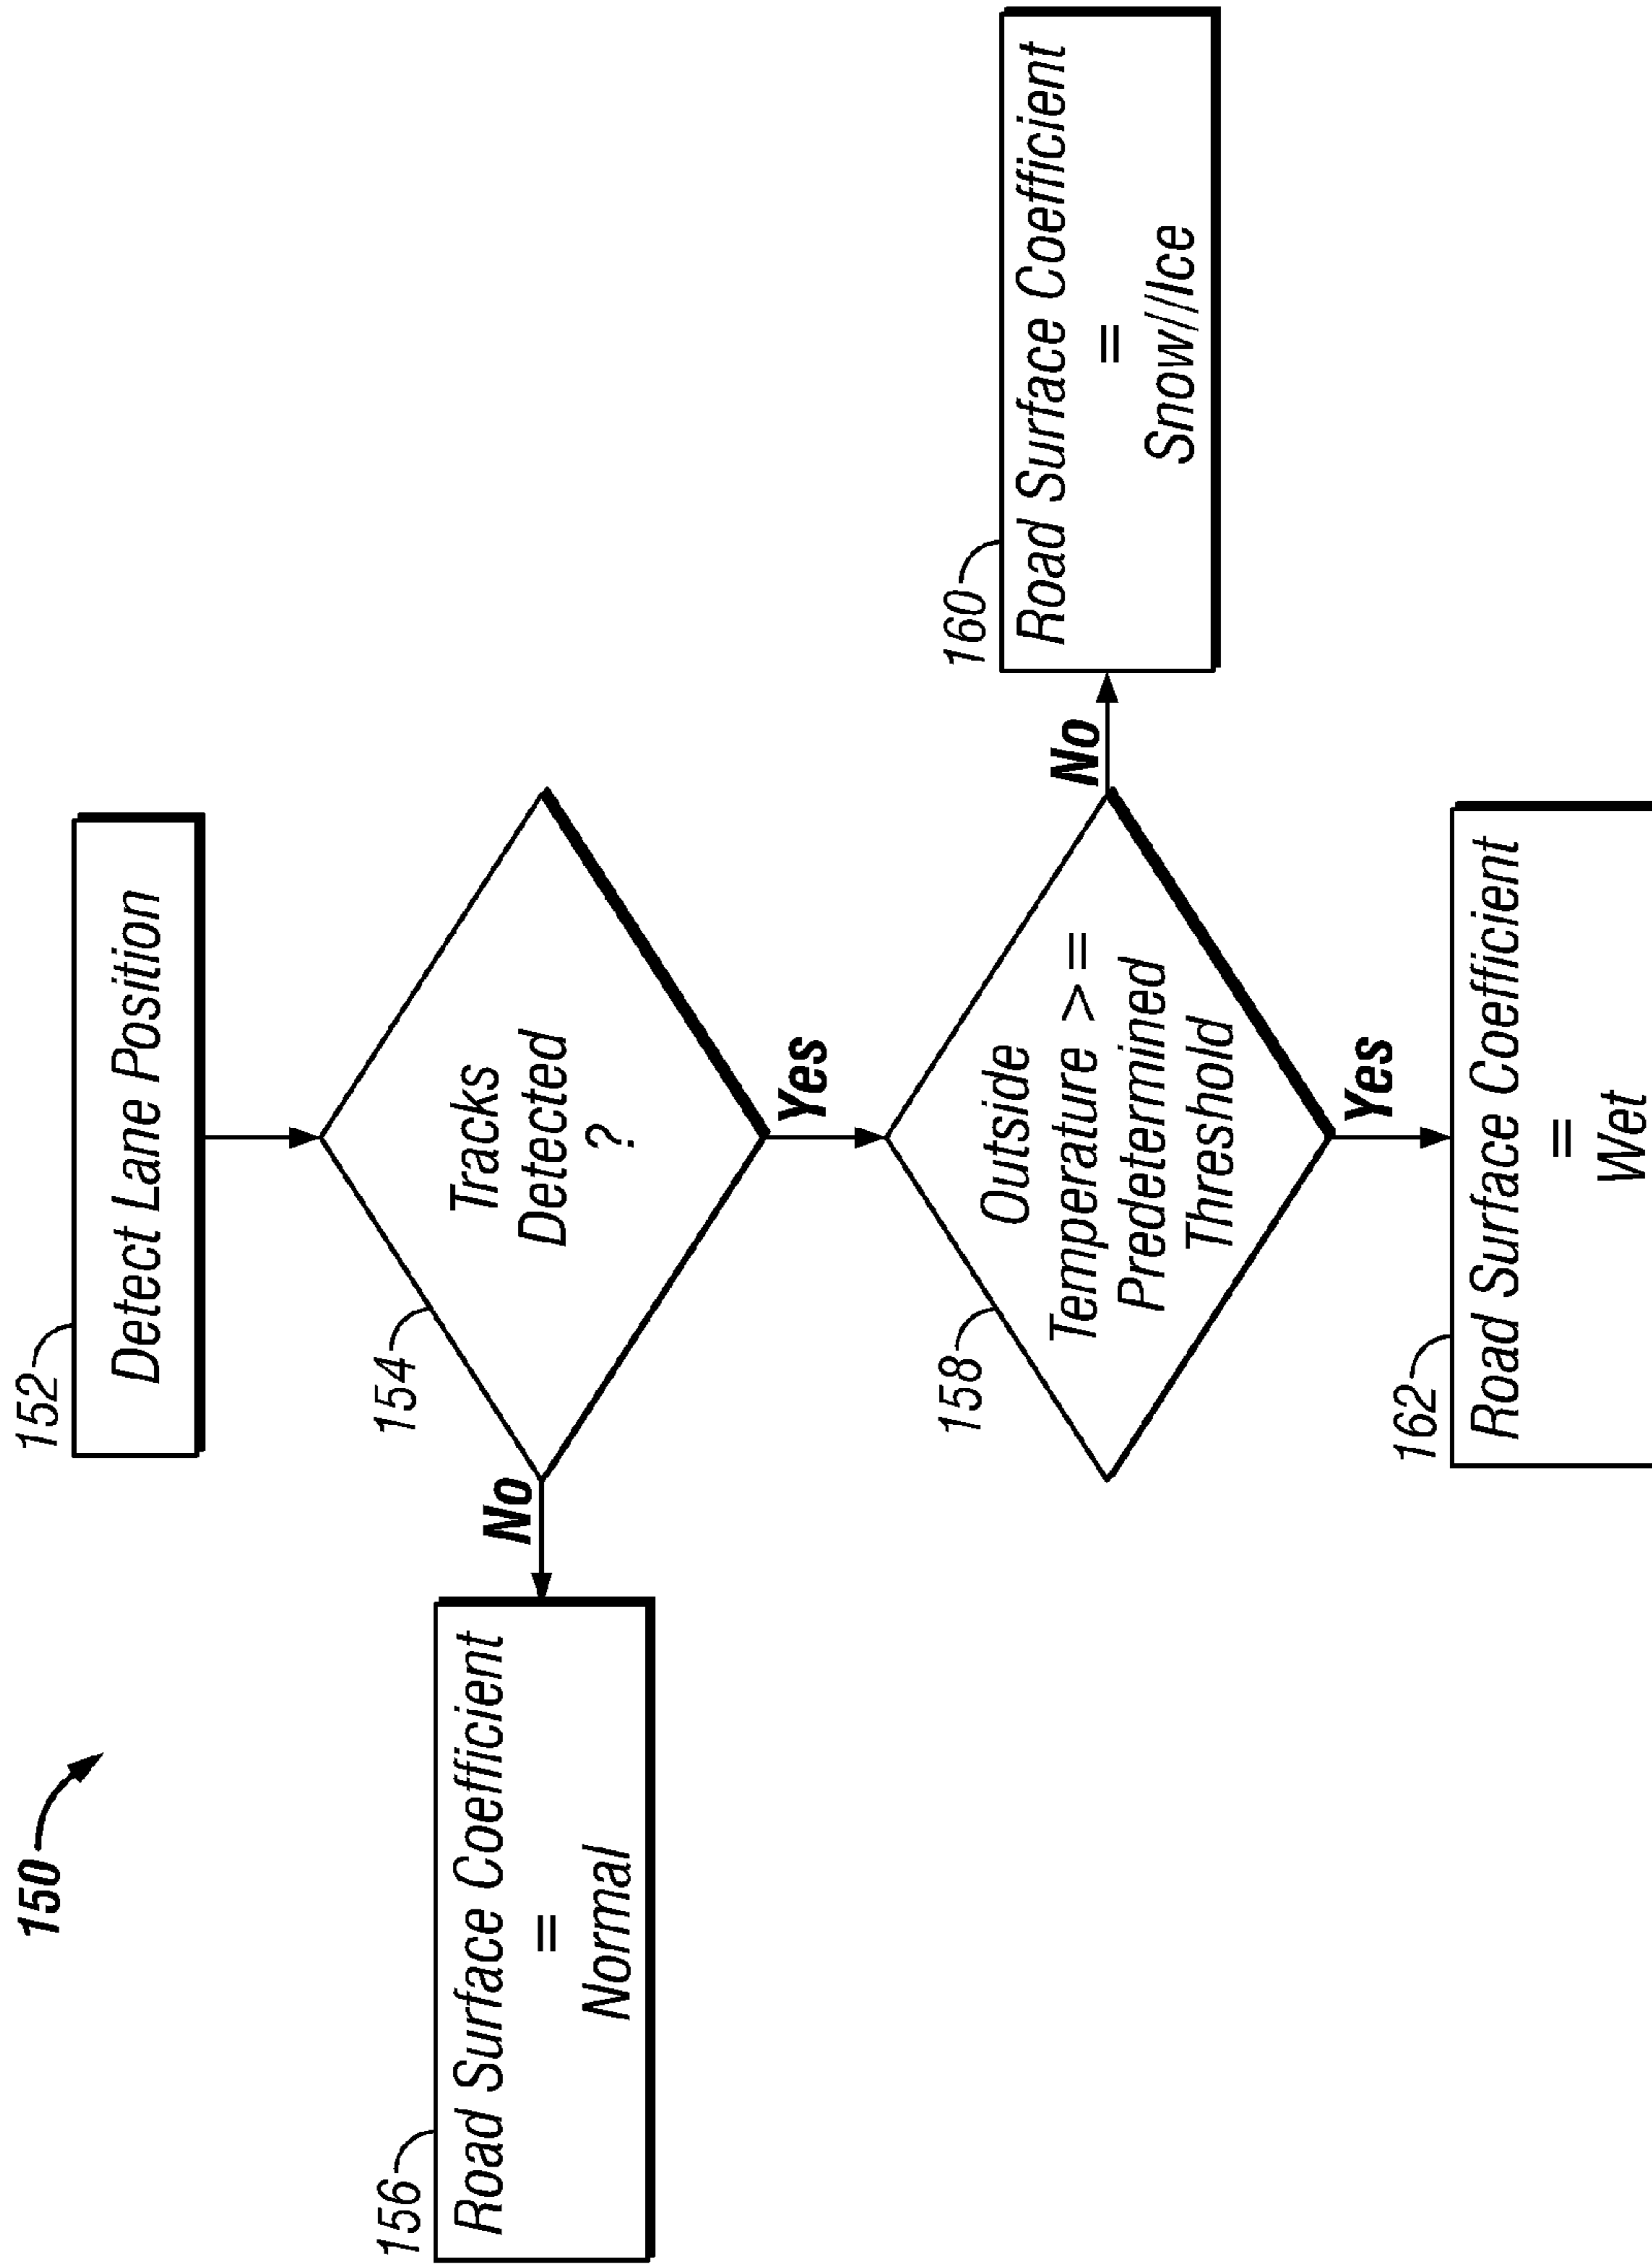 150
152
Detect Lane Position
154
Tracks
Detected
?
No
156
Road Surface Coefficient
=
Normal
Yes
158
Outside
Temperature >=
Predetermined
Threshold
No
160
Road Surface Coefficient
=
Snow//Ice
Yes
162
Road Surface Coefficient
=
Wet